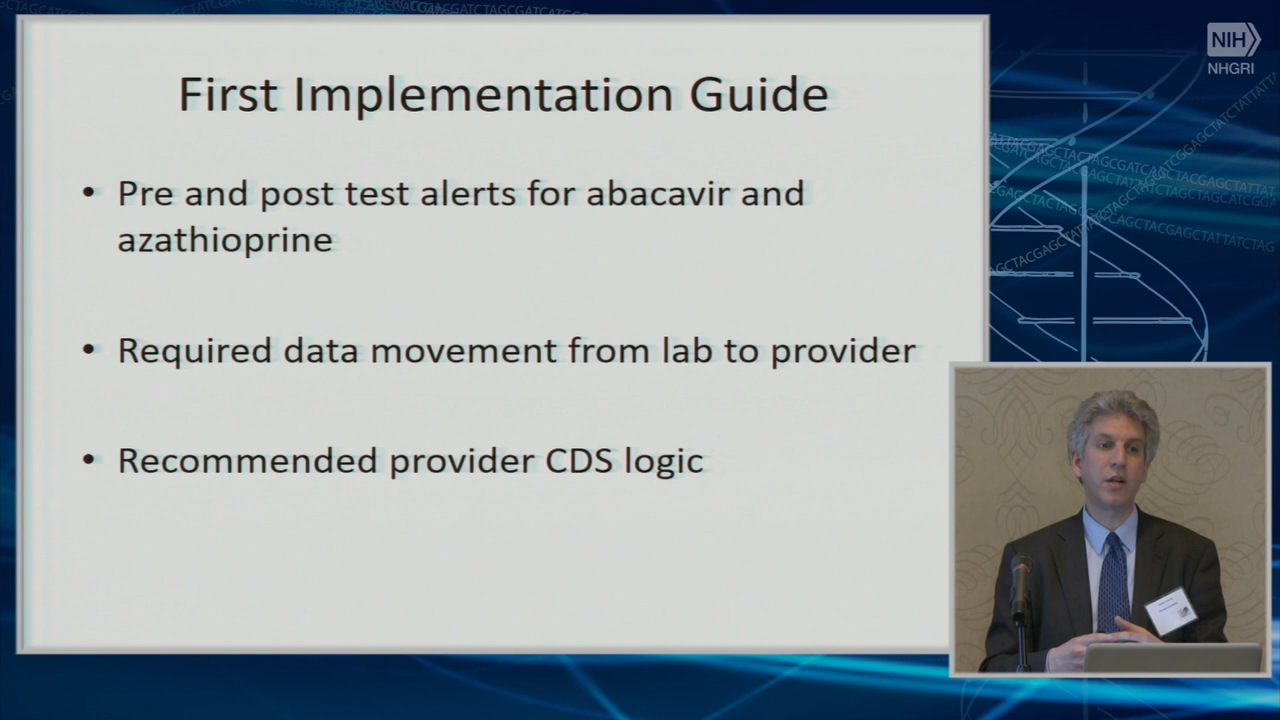 First Implementation Guide
• Pre and post test alerts for abacavir and
azathioprine
• Required data movement from lab to provider
• Recommended provider CDS logic
NIH
NHGRI